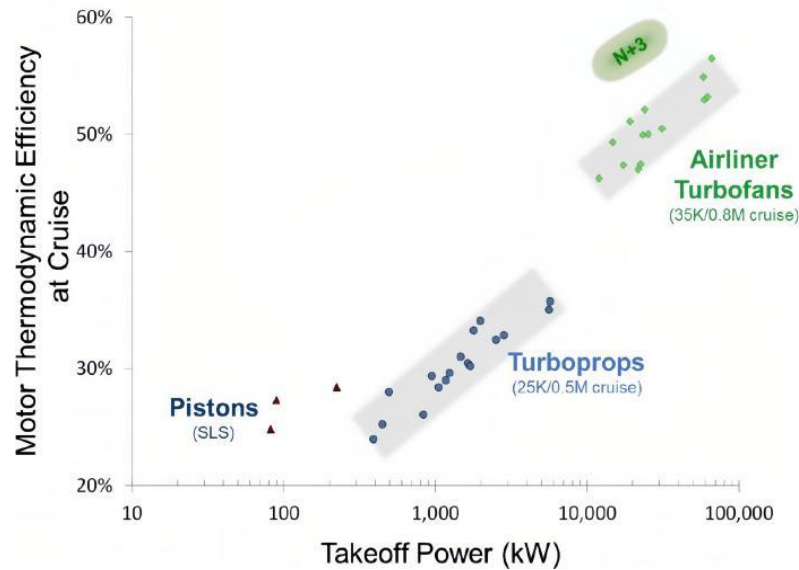 60%
50%
40%
30%
20%
Motor Thermodynamic Efficiency
at Cruise
N+3
Airliner
Turbofans
(35K/0.8M cruise)
Turboprops
(25K/0.5M cruise)
Pistons
(SLS)
10
100
1,000
10,000
100,000
Takeoff Power (kW)